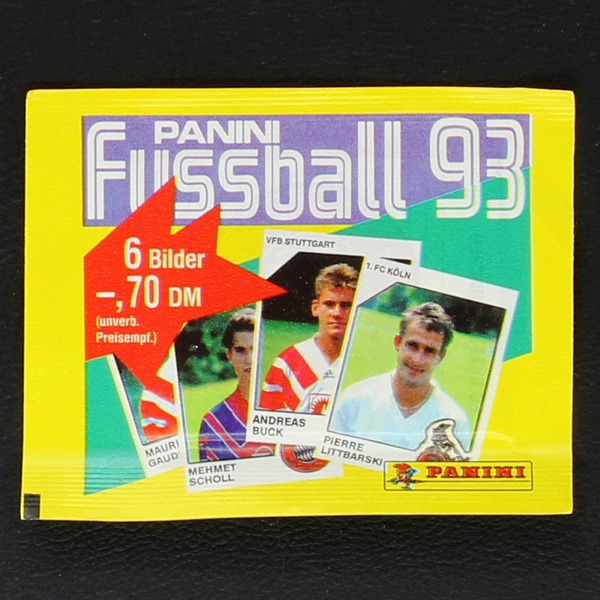 PANINI
Fussball 93
6 Bilder
–,70 DM
(unverb.
Preisempf.)
VFB STUTTGART
1. FC KÖLN
MAURI
GAUD
MEHMET
SCHOLL
ANDREAS
BUCK
PIERRE
LITTBARSKI
PANINI